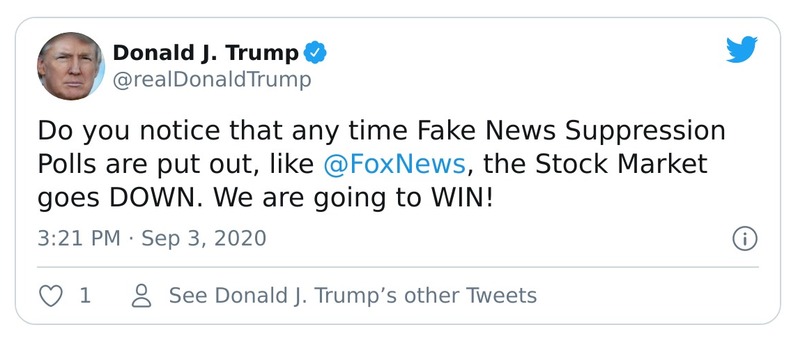 Donald J. Trump
@realDonaldTrump
Do you notice that any time Fake News Suppression
Polls are put out, like @FoxNews, the Stock Market
goes DOWN. We are going to WIN!
3:21 PM · Sep 3, 2020
1
See Donald J. Trump’s other Tweets